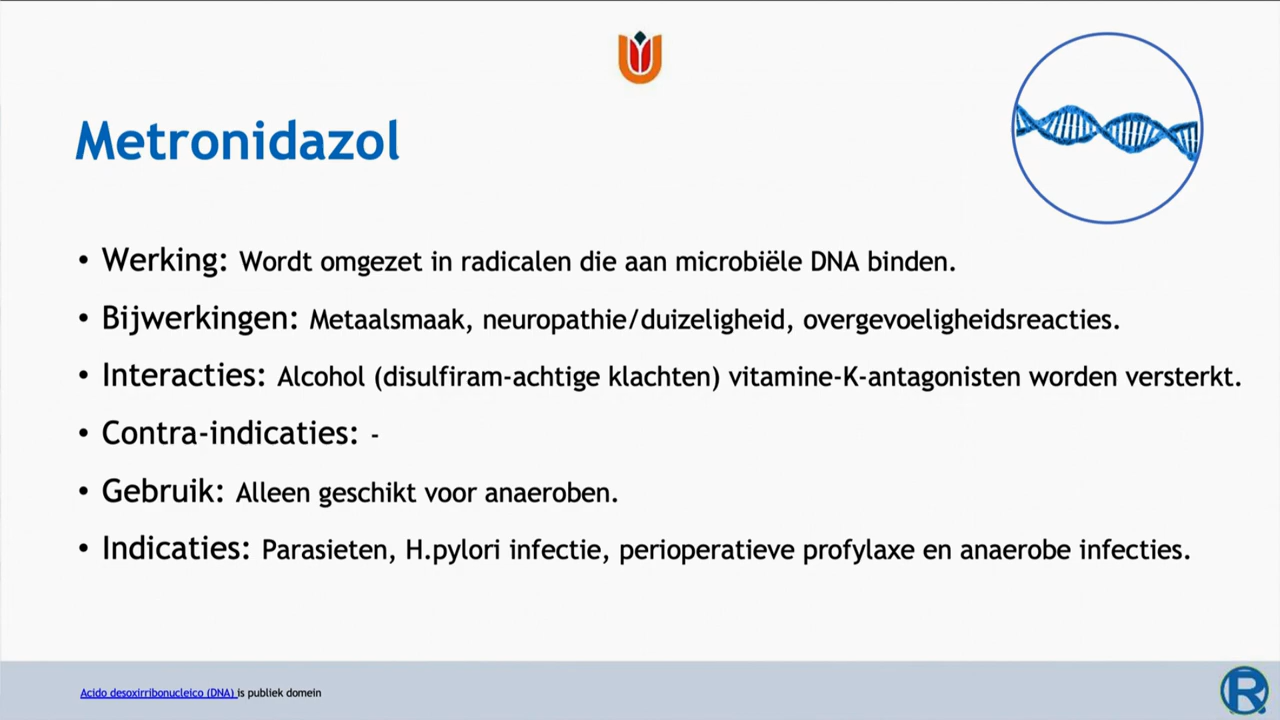 Metronidazol
• Werking: Wordt omgezet in radicalen die aan microbiële DNA binden.
• Bijwerkingen: Metaalsmaak, neuropathie/duizeligheid, overgevoeligheidsreacties.
• Interacties: Alcohol (disulfiram-achtige klachten) vitamine-K-antagonisten worden versterkt.
• Contra-indicaties: -
• Gebruik: Alleen geschikt voor anaeroben.
• Indicaties: Parasieten, H.pylori infectie, perioperatieve profylaxe en anaerobe infecties.
Acido desoxirribonucleico (DNA) is publiek domein
R